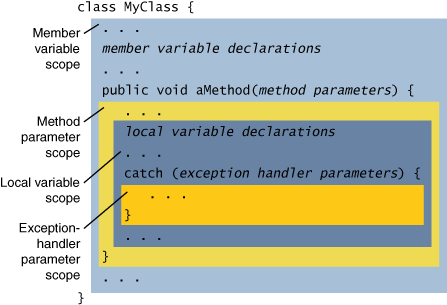 class MyClass {
Member
variable
scope
. . .
member variable declarations
. . .
public void aMethod(method parameters) {
Method
parameter
scope
. . .
local variable declarations
Local variable
scope
. . .
catch (exception handler parameters) {
Exception-
handler
parameter
scope
. . .
}
. . .
}
. . .
}